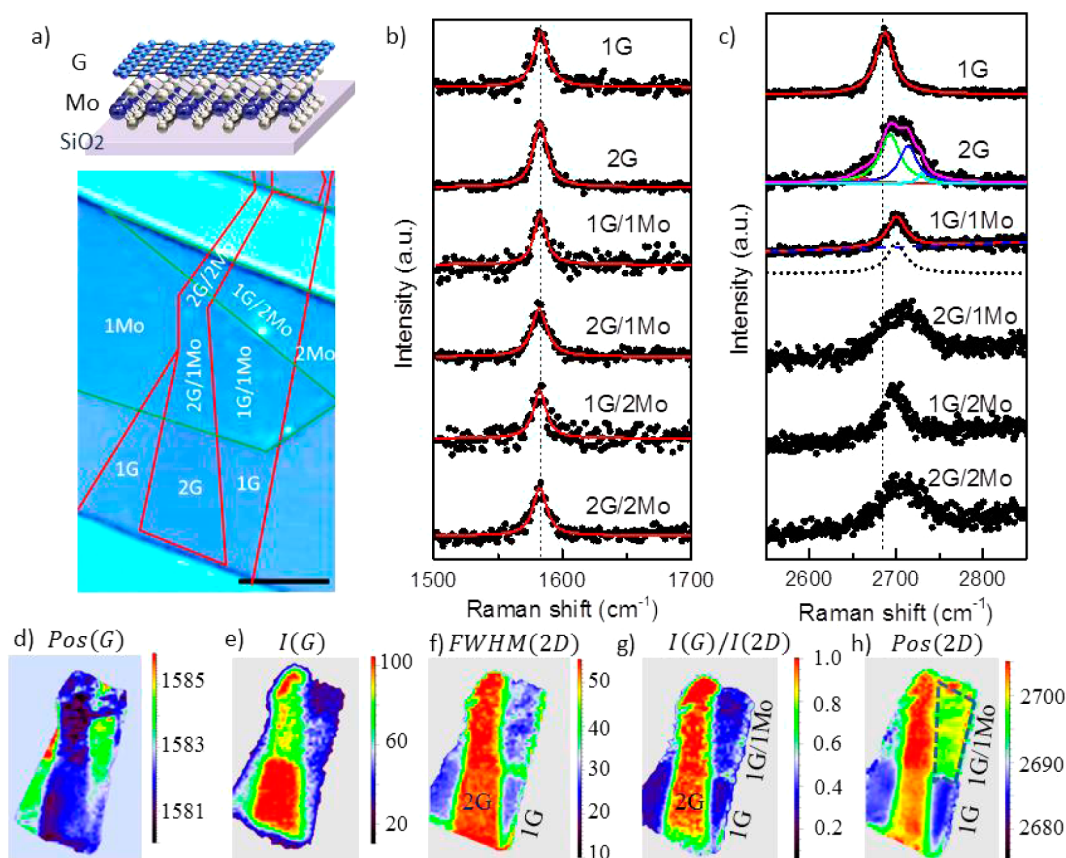 a)
G
Mo
SiO2
2G/2Mo
1G/2Mo
1Mo
2Mo
2G/1Mo
1G/1Mo
1G
2G
1G
b)
1G
2G
1G/1Mo
2G/1Mo
1G/2Mo
2G/2Mo
Intensity (a.u.)
1500 1600 1700
Raman shift (cm⁻¹)
c)
1G
2G
1G/1Mo
2G/1Mo
1G/2Mo
2G/2Mo
Intensity (a.u.)
2600 2700 2800
Raman shift (cm⁻¹)
d) Pos(G)
1585
1583
1581
e) I(G)
100
60
20
f) FWHM(2D)
50
40
30
20
10
2G
1G
g) I(G)/I(2D)
1.0
0.8
0.6
0.4
0.2
1G/1Mo
2G
1G
h) Pos(2D)
2700
2690
2680
1G/1Mo
1G